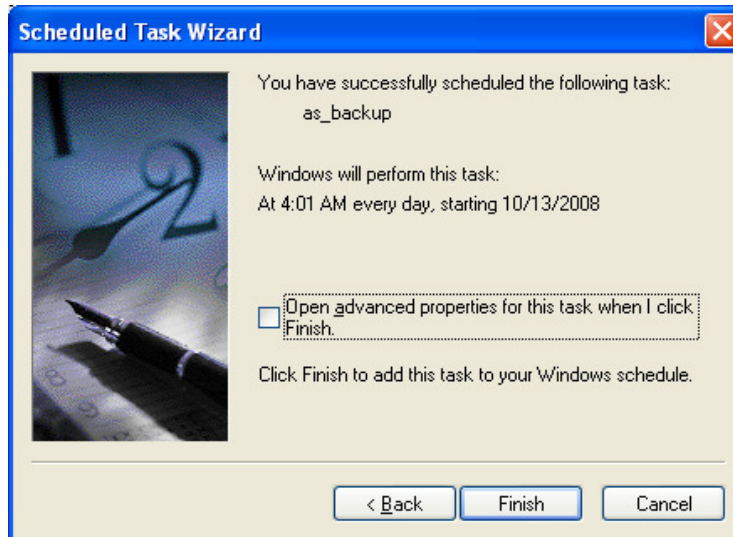 Scheduled Task Wizard
You have successfully scheduled the following task:
as_backup
Windows will perform this task:
At 4:01 AM every day, starting 10/13/2008
Open advanced properties for this task when I click
Finish.
Click Finish to add this task to your Windows schedule.
< Back
Finish
Cancel